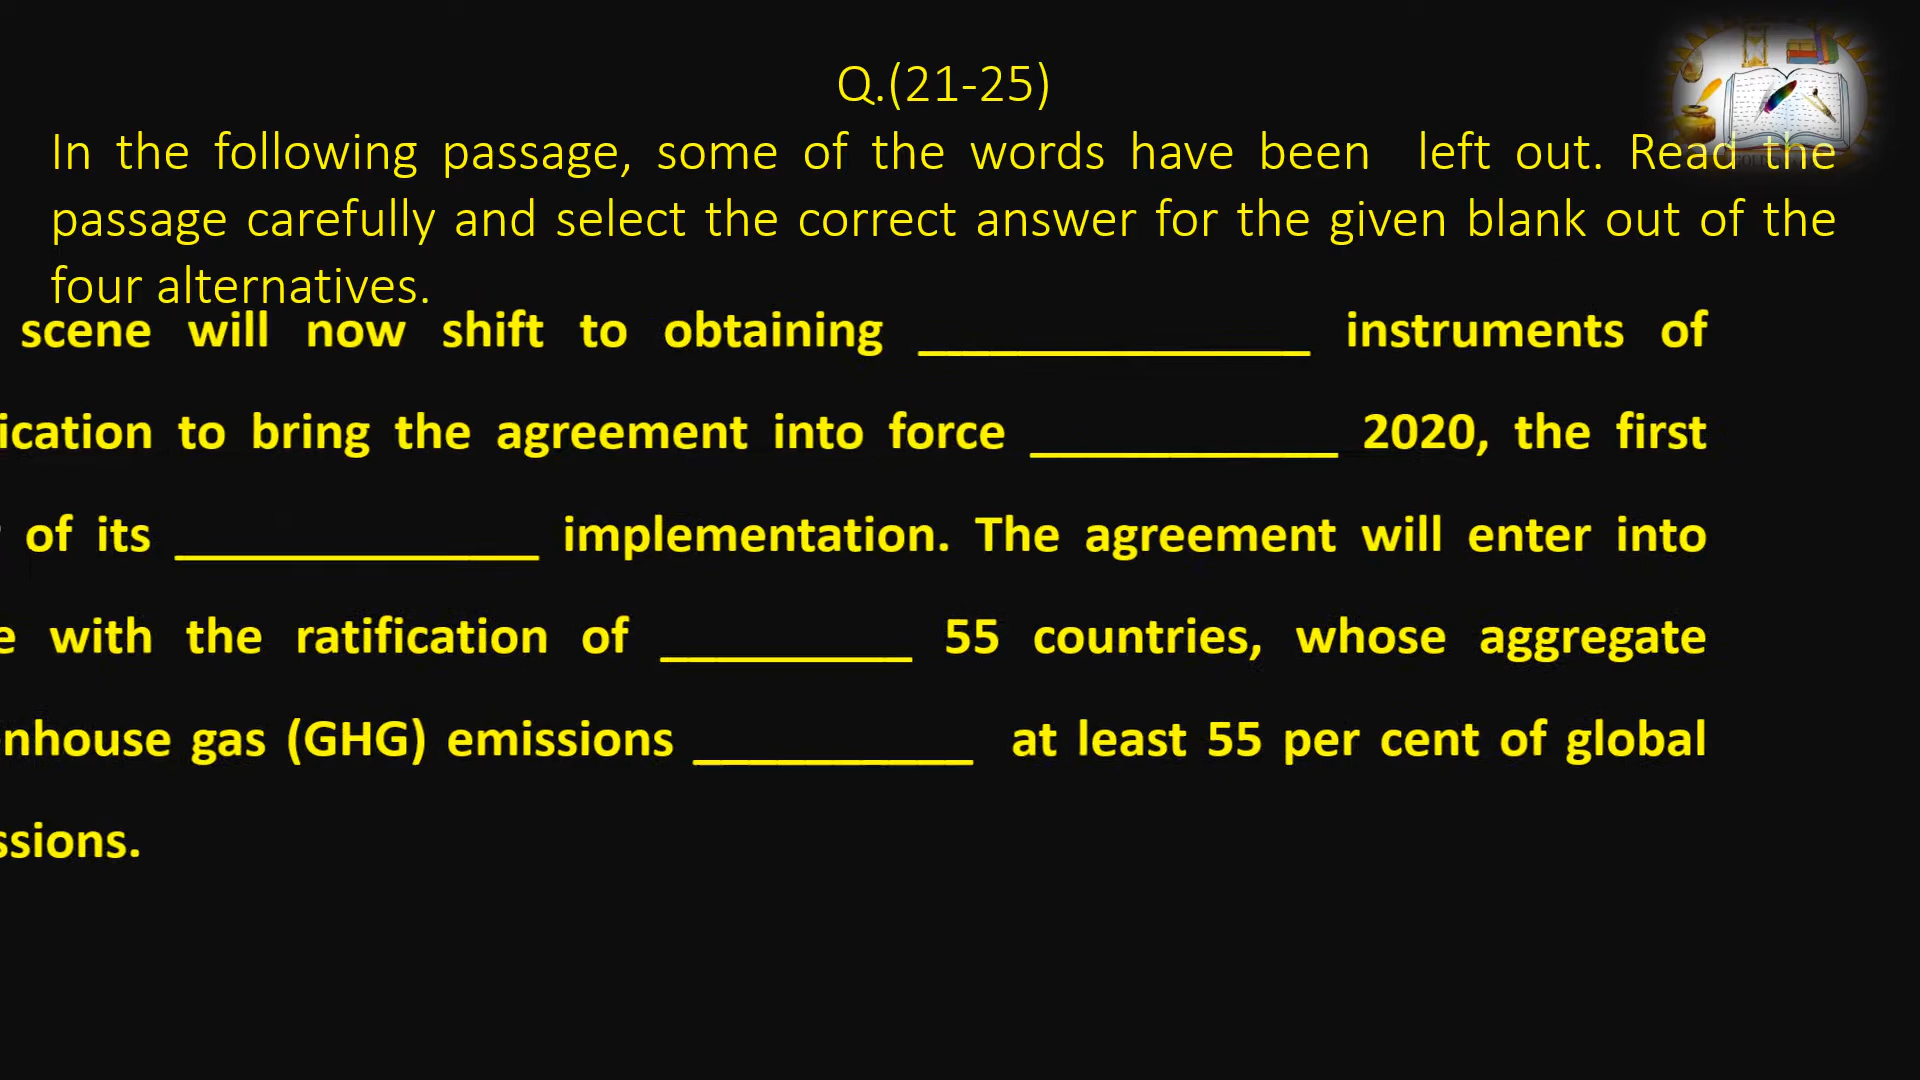 Q.(21-25)
In the following passage, some of the words have been left out. Read the
passage carefully and select the correct answer for the given blank out of the
four alternatives.
scene will now shift to obtaining ______________ instruments of
ication to bring the agreement into force ___________ 2020, the first
of its _____________ implementation. The agreement will enter into
e with the ratification of _________ 55 countries, whose aggregate
nhouse gas (GHG) emissions __________ at least 55 per cent of global
ssions.